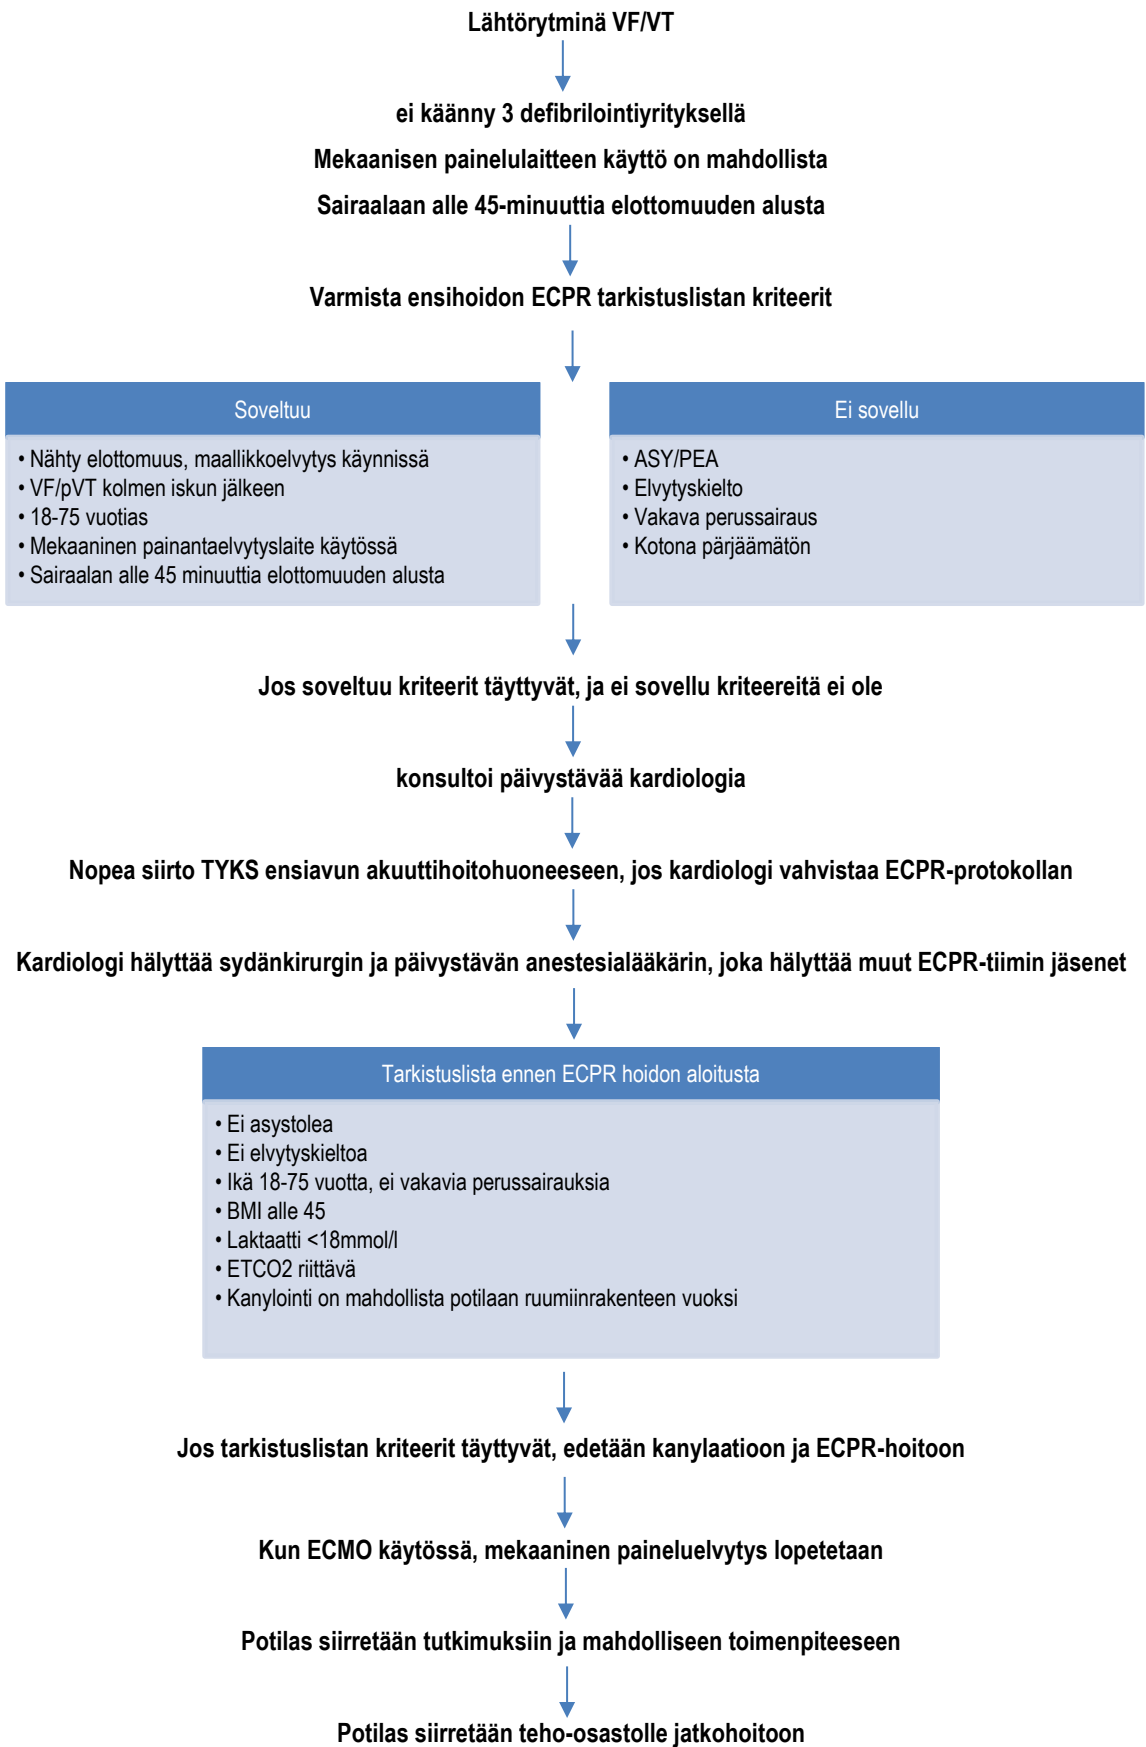 Lähtörytminä VF/VT
ei käänny 3 defibrilointiyrityksellä
Mekaanisen painelulaitteen käyttö on mahdollista
Sairaalaan alle 45-minuuttia elottomuuden alusta
Varmista ensihoidon ECPR tarkistuslistan kriteerit
Soveltuu
• Nähty elottomuus, maallikkoelvytys käynnissä
• VF/pVT kolmen iskun jälkeen
• 18-75 vuotias
• Mekaaninen painantaelvytyslaite käytössä
• Sairaalan alle 45 minuuttia elottomuuden alusta
Ei sovellu
• ASY/PEA
• Elvytyskielto
• Vakava perussairaus
• Kotona pärjäämätön
Jos soveltuu kriteerit täyttyvät, ja ei sovellu kriteereitä ei ole
konsultoi päivystävää kardiologia
Nopea siirto TYKS ensiavun akuuttihoitohuoneeseen, jos kardiologi vahvistaa ECPR-protokollan
Kardiologi hälyttää sydänkirurgin ja päivystävän anestesialääkärin, joka hälyttää muut ECPR-tiimin jäsenet
Tarkistuslista ennen ECPR hoidon aloitusta
• Ei asystolea
• Ei elvytyskieltoa
• Ikä 18-75 vuotta, ei vakavia perussairauksia
• BMI alle 45
• Laktaatti <18mmol/l
• ETCO2 riittävä
• Kanylointi on mahdollista potilaan ruumiinrakenteen vuoksi
Jos tarkistuslistan kriteerit täyttyvät, edetään kanylaatioon ja ECPR-hoitoon
Kun ECMO käytössä, mekaaninen paineluelvytys lopetetaan
Potilas siirretään tutkimuksiin ja mahdolliseen toimenpiteeseen
Potilas siirretään teho-osastolle jatkohoitoon